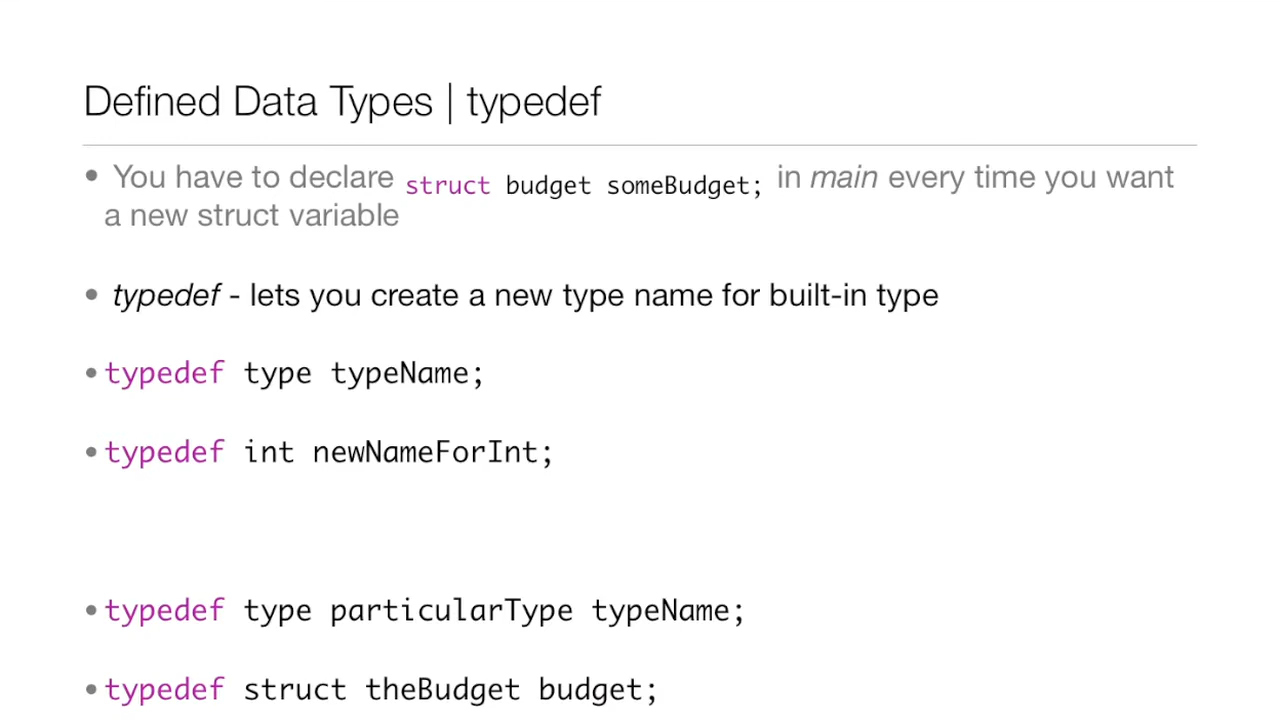 Defined Data Types | typedef
• You have to declare struct budget someBudget; in main every time you want
a new struct variable
• typedef - lets you create a new type name for built-in type
• typedef type typeName;
• typedef int newNameForInt;
• typedef type particularType typeName;
• typedef struct theBudget budget;